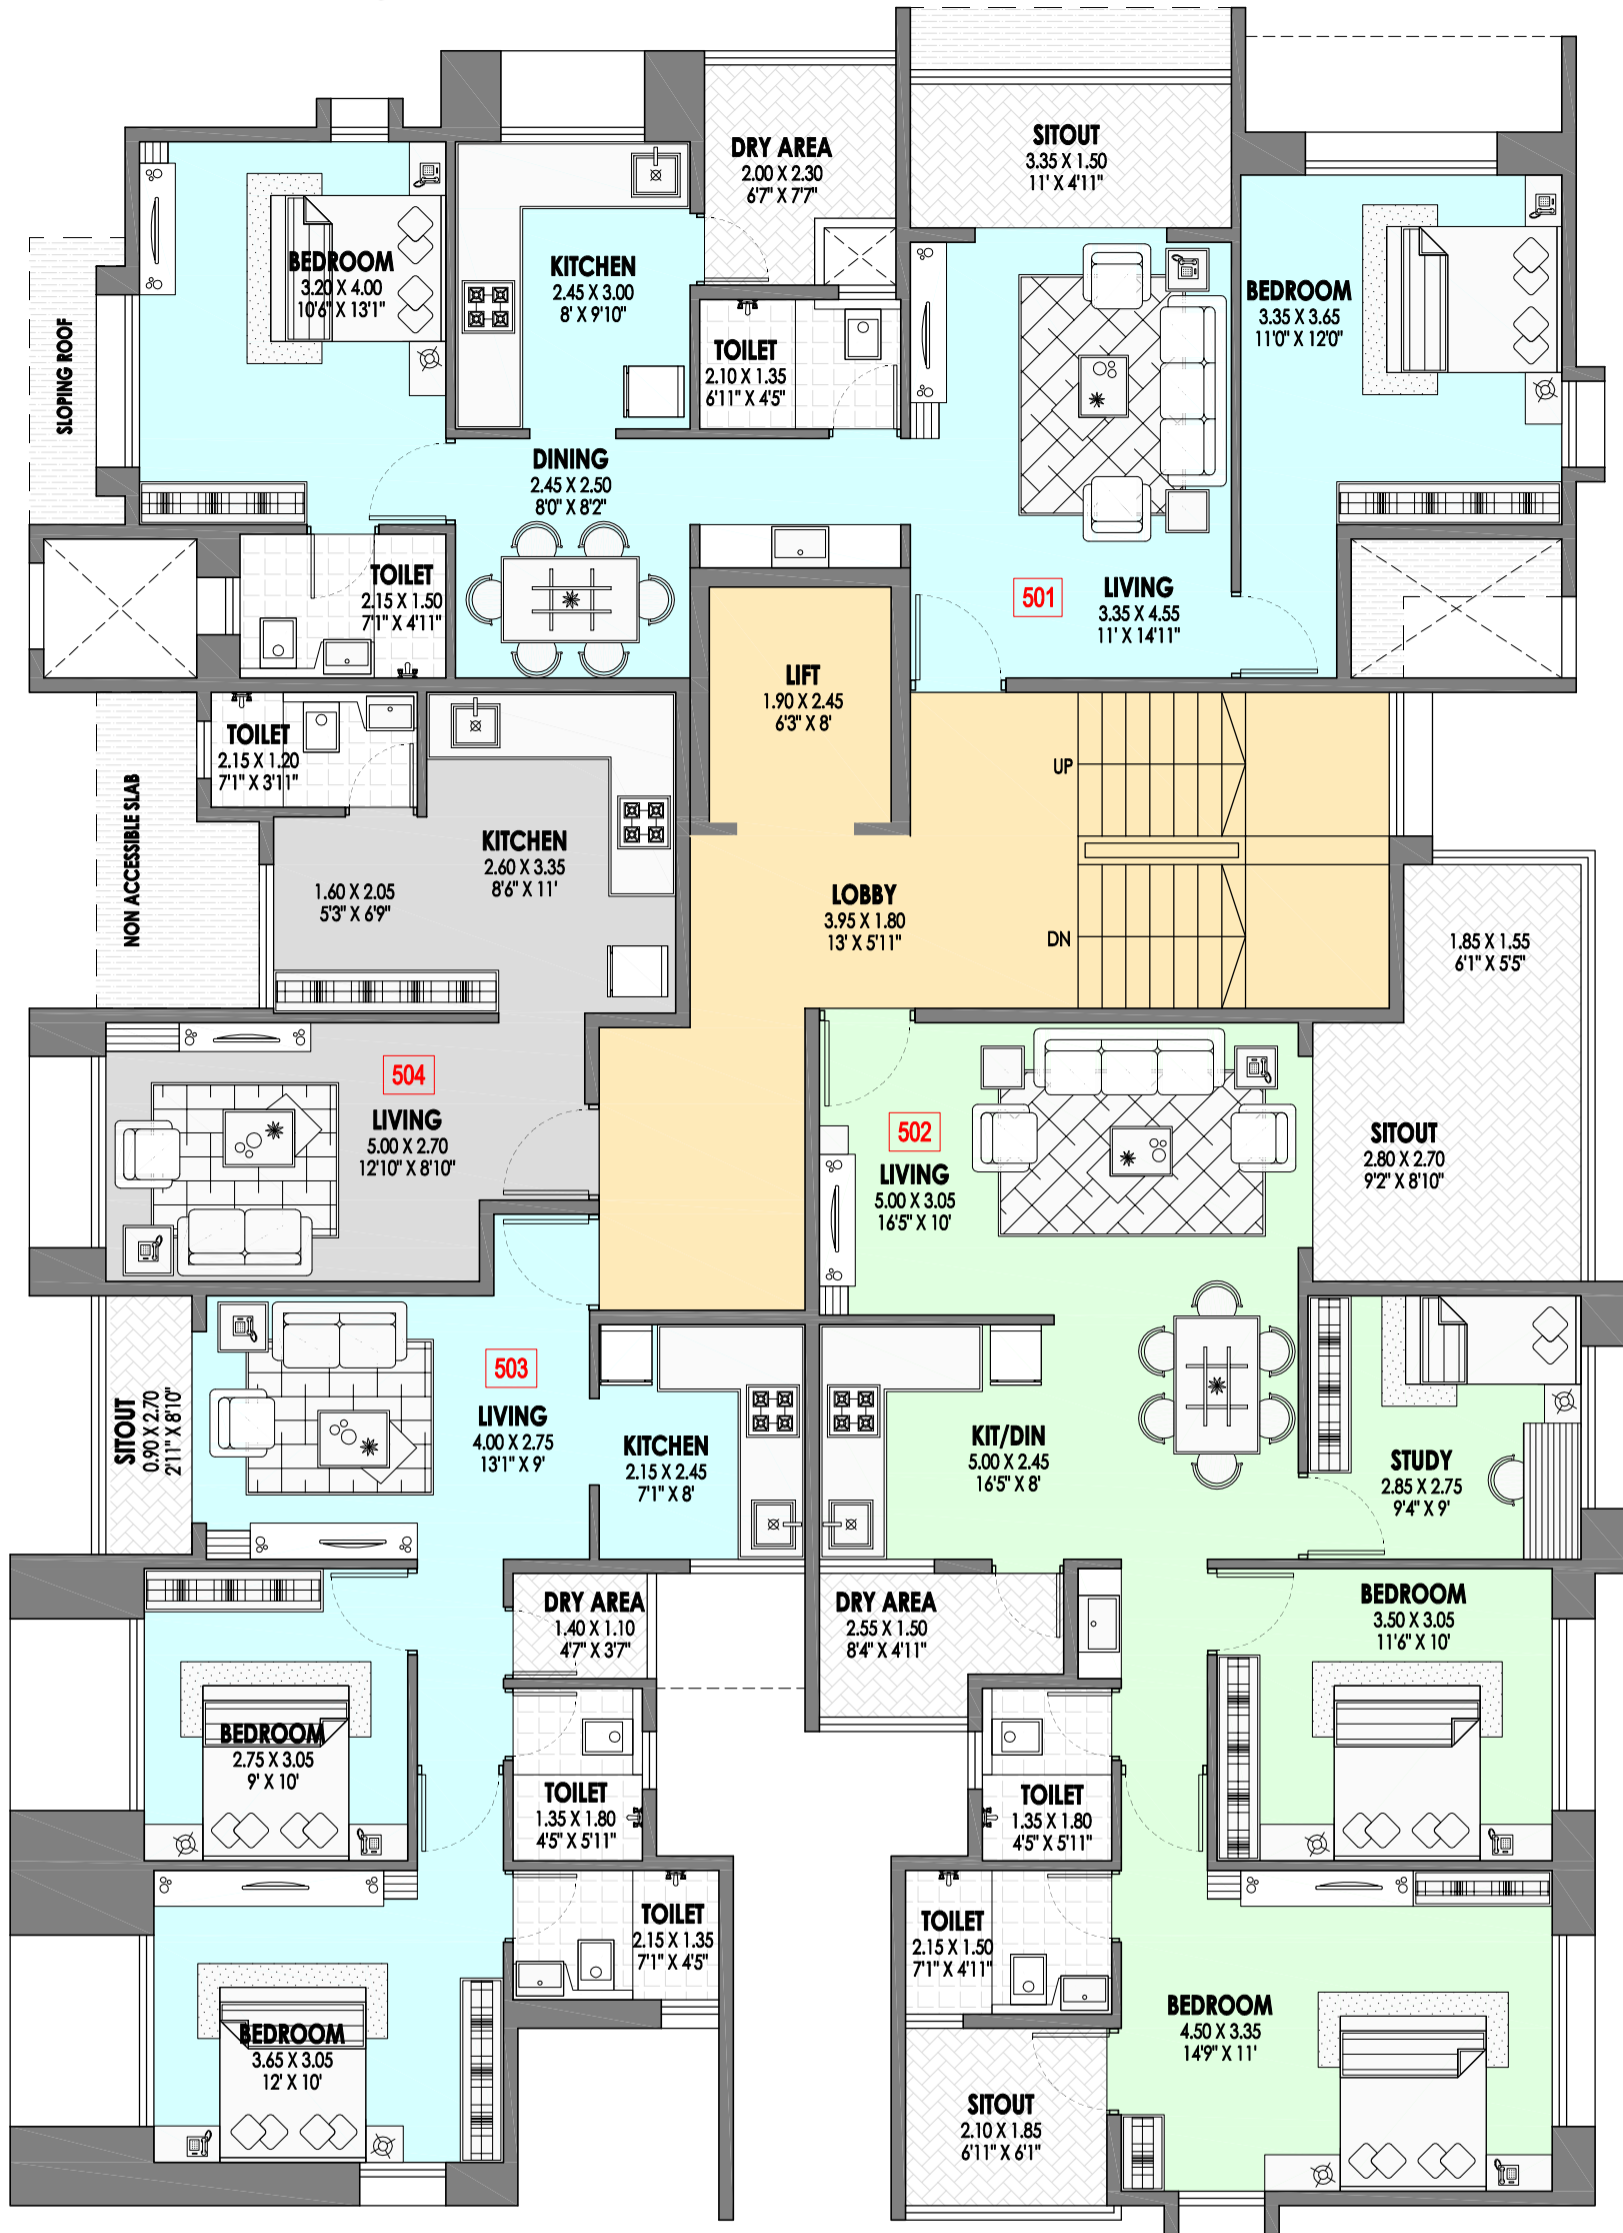 DRY AREA
2.00 X 2.30
6'7" X 7'7"
SITOUT
3.35 X 1.50
11' X 4'11"
BEDROOM
3.20 X 4.00
10'6" X 13'1"
KITCHEN
2.45 X 3.00
8' X 9'10"
BEDROOM
3.35 X 3.65
11'0" X 12'0"
SLOPING ROOF
TOILET
2.10 X 1.35
6'11" X 4'5"
DINING
2.45 X 2.50
8'0" X 8'2"
TOILET
2.15 X 1.50
7'1" X 4'11"
501
LIVING
3.35 X 4.55
11' X 14'11"
LIFT
1.90 X 2.45
6'3" X 8'
TOILET
2.15 X 1.20
7'1" X 3'11"
UP
NON ACCESSIBLE SLAB
KITCHEN
2.60 X 3.35
8'6" X 11'
1.60 X 2.05
5'3" X 6'9"
LOBBY
3.95 X 1.80
13' X 5'11"
DN
1.85 X 1.55
6'1" X 5'5"
504
LIVING
5.00 X 2.70
12'10" X 8'10"
502
LIVING
5.00 X 3.05
16'5" X 10'
SITOUT
2.80 X 2.70
9'2" X 8'10"
503
LIVING
4.00 X 2.75
13'1" X 9'
SITOUT
0.90 X 2.70
2'11" X 8'10"
KITCHEN
2.15 X 2.45
7'1" X 8'
KIT/DIN
5.00 X 2.45
16'5" X 8'
STUDY
2.85 X 2.75
9'4" X 9'
DRY AREA
1.40 X 1.10
4'7" X 3'7"
DRY AREA
2.55 X 1.50
8'4" X 4'11"
BEDROOM
3.50 X 3.05
11'6" X 10'
BEDROOM
2.75 X 3.05
9' X 10'
TOILET
1.35 X 1.80
4'5" X 5'11"
TOILET
1.35 X 1.80
4'5" X 5'11"
TOILET
2.15 X 1.35
7'1" X 4'5"
TOILET
2.15 X 1.50
7'1" X 4'11"
BEDROOM
3.65 X 3.05
12' X 10'
BEDROOM
4.50 X 3.35
14'9" X 11'
SITOUT
2.10 X 1.85
6'11" X 6'1"